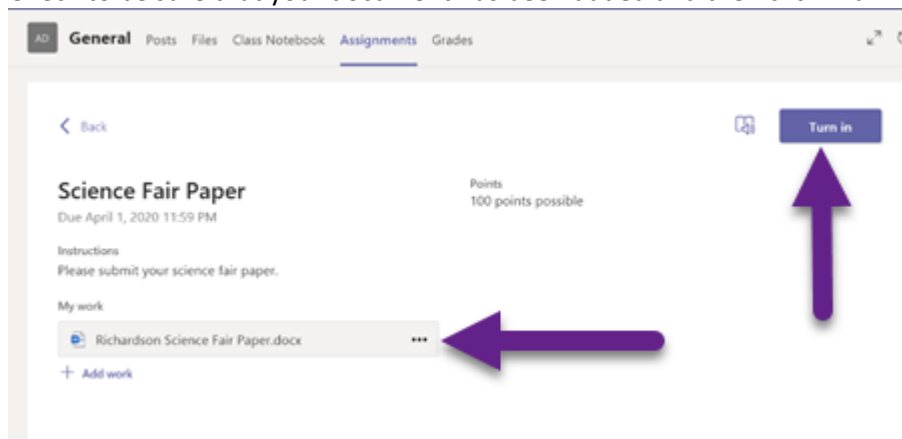 AD General Posts Files Class Notebook Assignments Grades
Back
Turn in
Science Fair Paper
Due April 1, 2020 11:59 PM
Points
100 points possible
Instructions
Please submit your science fair paper.
My work
Richardson Science Fair Paper.docx
+ Add work